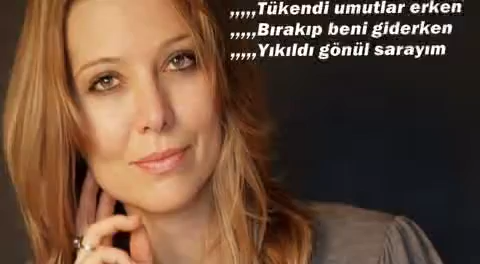 ,,,,,Tükendi umutlar erken
,,,,,Bırakıp beni giderken
,,,,,Yıkıldı gönül sarayım